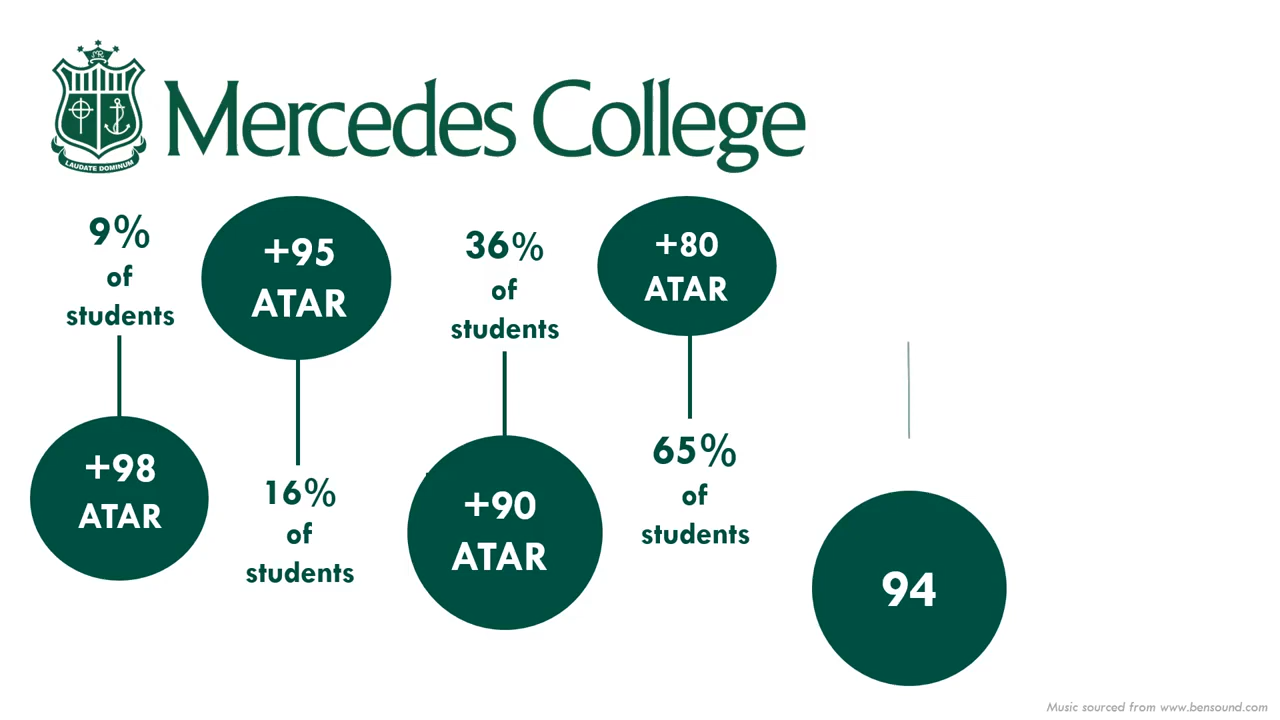 Mercedes College
LAUDATE DOMINUM
9%
of
students
+98
ATAR
+95
ATAR
16%
of
students
36%
of
students
+90
ATAR
+80
ATAR
65%
of
students
94
Music sourced from www.bensound.com